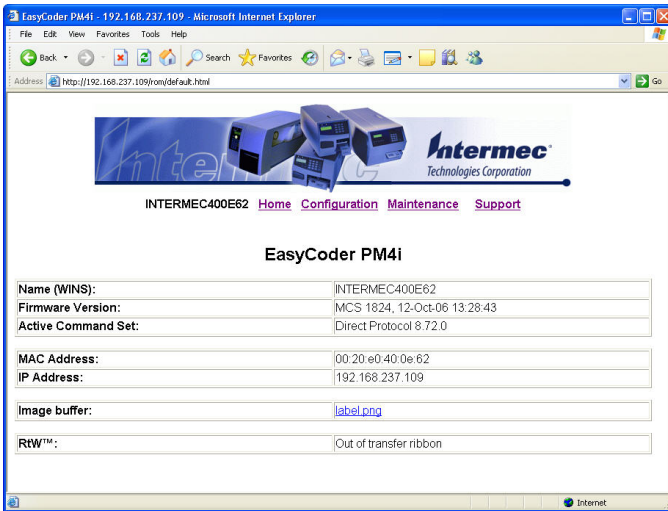 EasyCoder PM4i - 192.168.237.109 - Microsoft Internet Explorer
File Edit View Favorites Tools Help
Back Search Favorites
Address http://192.168.237.109/rom/default.html Go
Intermec
Intermec®
Technologies Corporation
INTERMEC400E62 Home Configuration Maintenance Support
EasyCoder PM4i
Name (WINS): INTERMEC400E62
Firmware Version: MCS 1824, 12-Oct-06 13:28:43
Active Command Set: Direct Protocol 8.72.0
MAC Address: 00:20:e0:40:0e:62
IP Address: 192.168.237.109
Image buffer: label.png
RtW™: Out of transfer ribbon
Internet